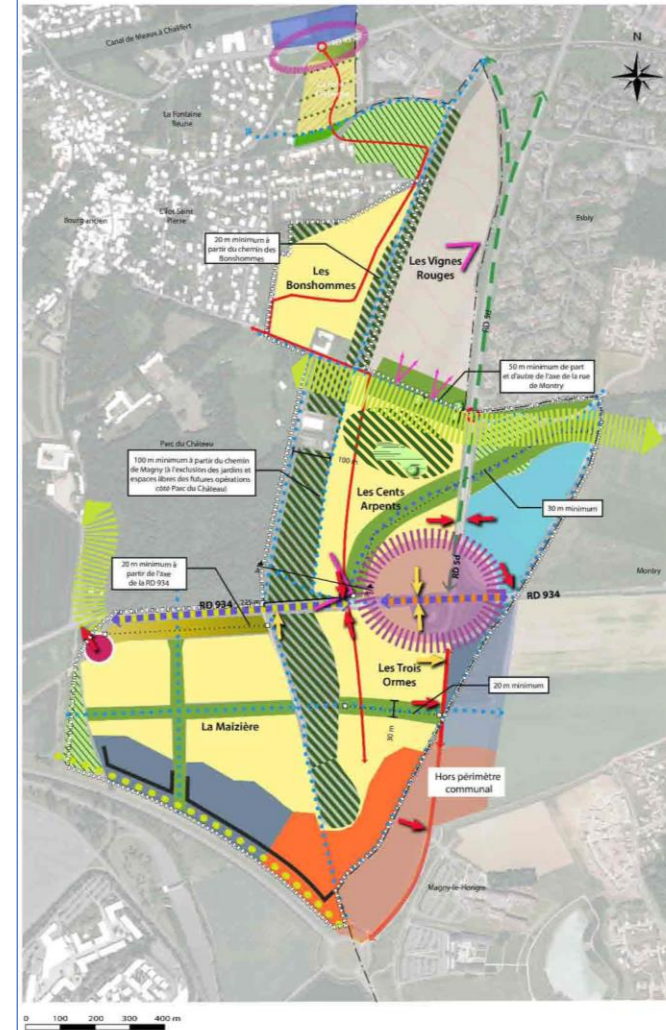 Canal de Meaux à Chalifert
N
La Fontaine
Bourg ancien
L'îlos Saint
Pierre
Esbly
20 m minimum à
partir du chemin des
Bonshommes
Les
Bonshommes
Les Vignes
Rouges
RD 5d
50 m minimum de part
et d'autre de l'axe de la rue
de Montry
Parc du Château
100 m minimum à partir du chemin
de Magny (à l'exclusion des jardins et
espaces libres des futures opérations
côté Parc du Château)
100 m
Les Cents
Arpents
30 m minimum
Montry
20 m minimum à
partir de l'axe
de la RD 934
RD 934
235 m
RD 5d
RD 934
Les Trois
Ormes
20 m minimum
La Maizière
30 m
Hors périmètre
communal
Magny-le-Hongre
0 100 200 300 400 m